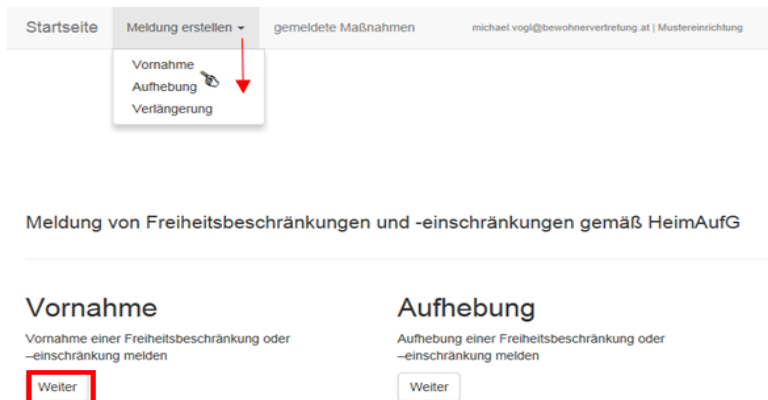 Startseite Meldung erstellen gemeldete Maßnahmen michael.vogl@bewohnervertretung.at | Mustereinrichtung
Vornahme
Aufhebung
Verlängerung
Meldung von Freiheitsbeschränkungen und -einschränkungen gemäß HeimAufG
Vornahme
Vornahme einer Freiheitsbeschränkung oder
–einschränkung melden
Weiter
Aufhebung
Aufhebung einer Freiheitsbeschränkung oder
–einschränkung melden
Weiter